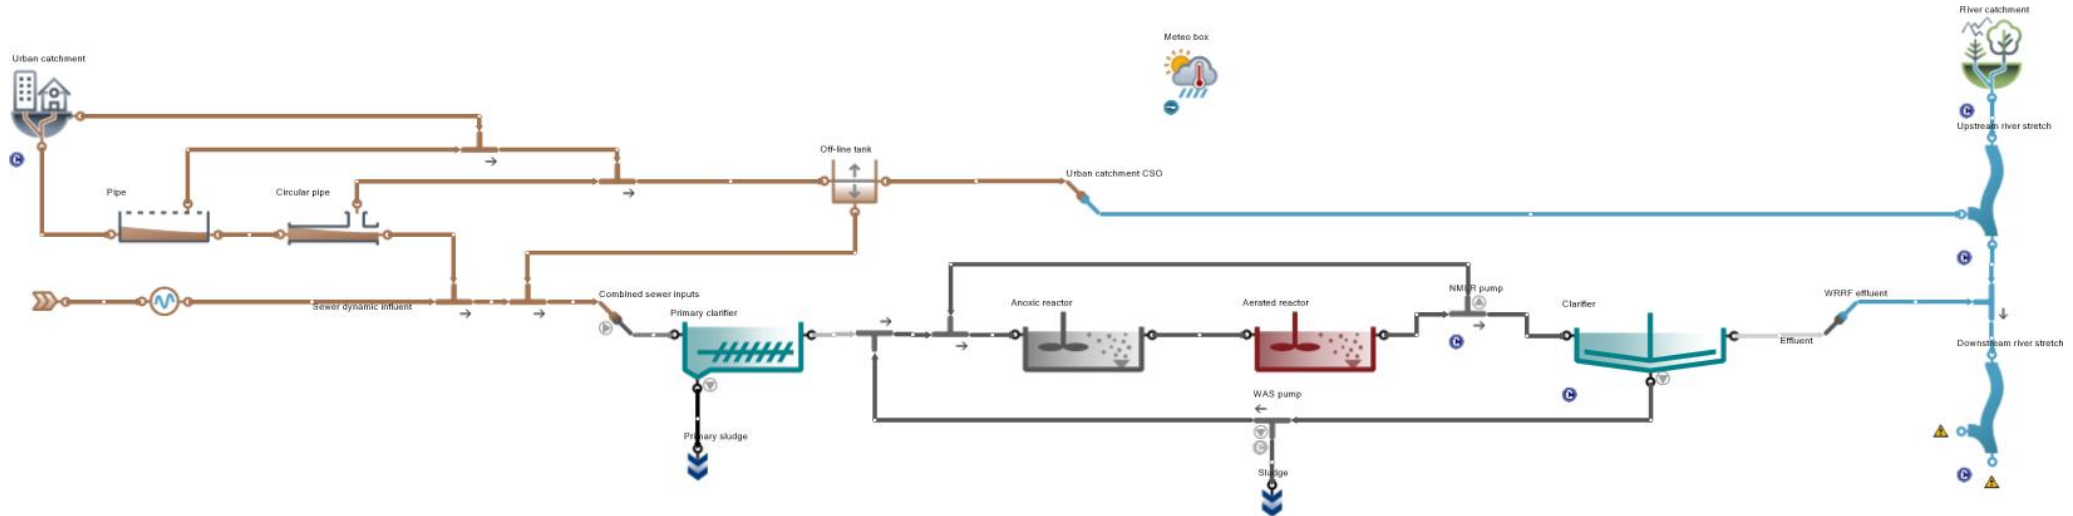 River catchment
Meteo box
Urban catchment
Upstream river stretch
Off-line tank
Urban catchment CSO
Pipe
Circular pipe
Combined sewer inputs
Sewer dynamic influent
Primary clarifier
Anoxic reactor
Aerated reactor
NMLR pump
Clarifier
WRRF effluent
Effluent
Downstream river stretch
WAS pump
Primary sludge
Sludge
C
C
C
C
C
C
C